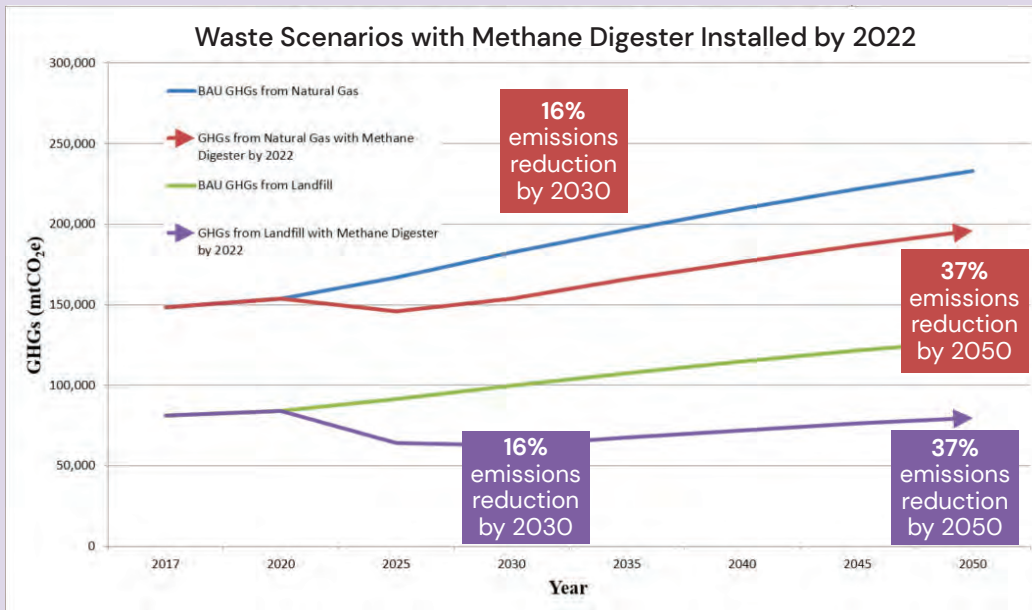 Waste Scenarios with Methane Digester Installed by 2022
300,000
250,000
200,000
150,000
100,000
50,000
0
GHGs (mtCO₂e)
BAU GHGs from Natural Gas
GHGs from Natural Gas with Methane
Digester by 2022
BAU GHGs from Landfill
GHGs from Landfill with Methane Digester
by 2022
16%
emissions
reduction
by 2030
37%
emissions
reduction
by 2050
16%
emissions
reduction
by 2030
37%
emissions
reduction
by 2050
2017
2020
2025
2030
2035
2040
2045
2050
Year